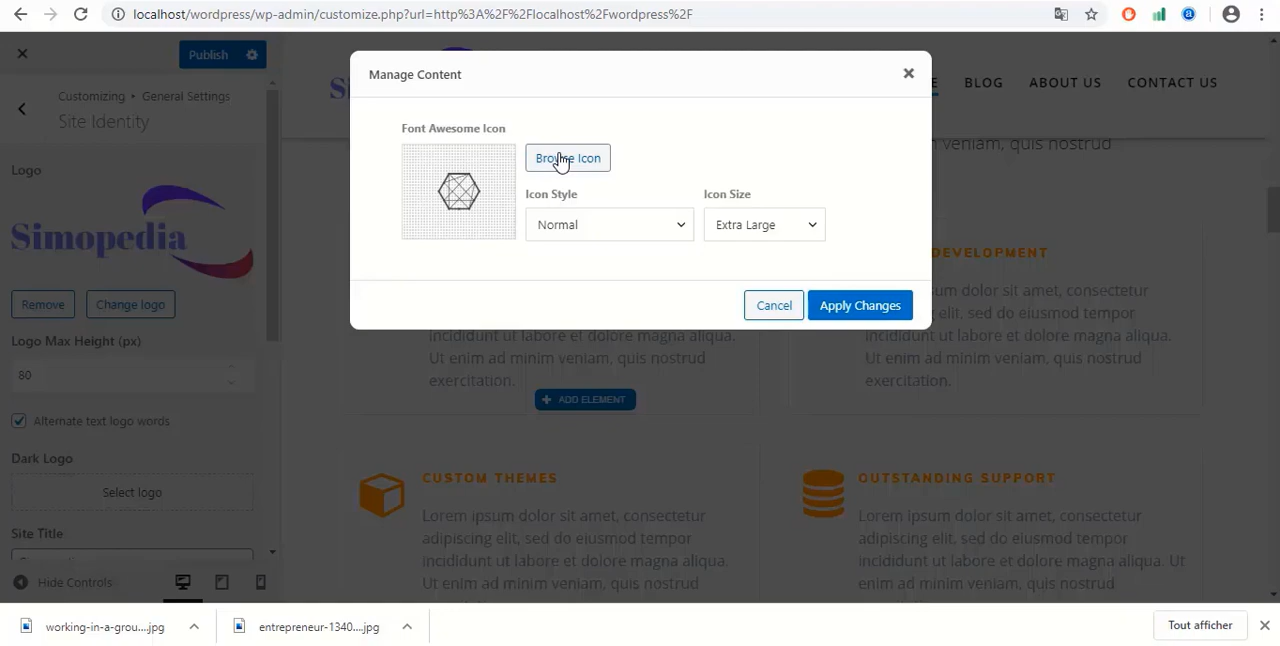 localhost/wordpress/wp-admin/customize.php?url=http%3A%2F%2Flocalhost%2Fwordpress%2F
Publish
Customizing • General Settings
Site Identity
Logo
Simopedia
Remove
Change logo
Logo Max Height (px)
80
Alternate text logo words
Dark Logo
Select logo
Site Title
Hide Controls
BLOG
ABOUT US
CONTACT US
Manage Content
Font Awesome Icon
Browse Icon
Icon Style
Icon Size
Normal
Extra Large
Cancel
Apply Changes
veniam, quis nostrud
DEVELOPMENT
sum dolor sit amet, consectetur
elit, sed do eiusmod tempor
incididunt ut labore et dolore magna aliqua.
Ut enim ad minim veniam, quis nostrud
exercitation.
incididunt ut labore et dolore magna aliqua.
Ut enim ad minim veniam, quis nostrud
exercitation.
ADD ELEMENT
CUSTOM THEMES
Lorem ipsum dolor sit amet, consectetur
adipiscing elit, sed do eiusmod tempor
incididunt ut labore et dolore magna aliqua.
Ut enim ad minim veniam, quis nostrud
OUTSTANDING SUPPORT
Lorem ipsum dolor sit amet, consectetur
adipiscing elit, sed do eiusmod tempor
incididunt ut labore et dolore magna aliqua.
Ut enim ad minim veniam, quis nostrud
working-in-a-grou....jpg
entrepreneur-1340....jpg
Tout afficher